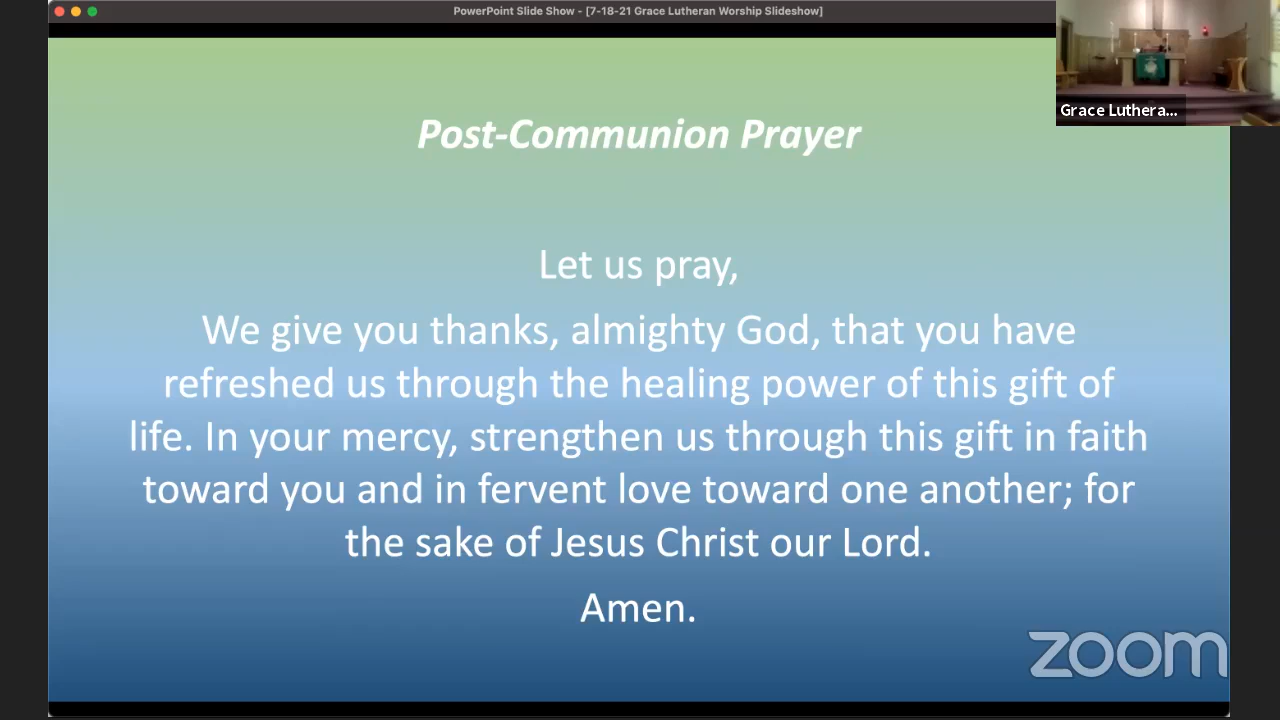 PowerPoint Slide Show - [7-18-21 Grace Lutheran Worship Slideshow]
Grace Luthera...
Post-Communion Prayer
Let us pray,
We give you thanks, almighty God, that you have
refreshed us through the healing power of this gift of
life. In your mercy, strengthen us through this gift in faith
toward you and in fervent love toward one another; for
the sake of Jesus Christ our Lord.
Amen.
zoom